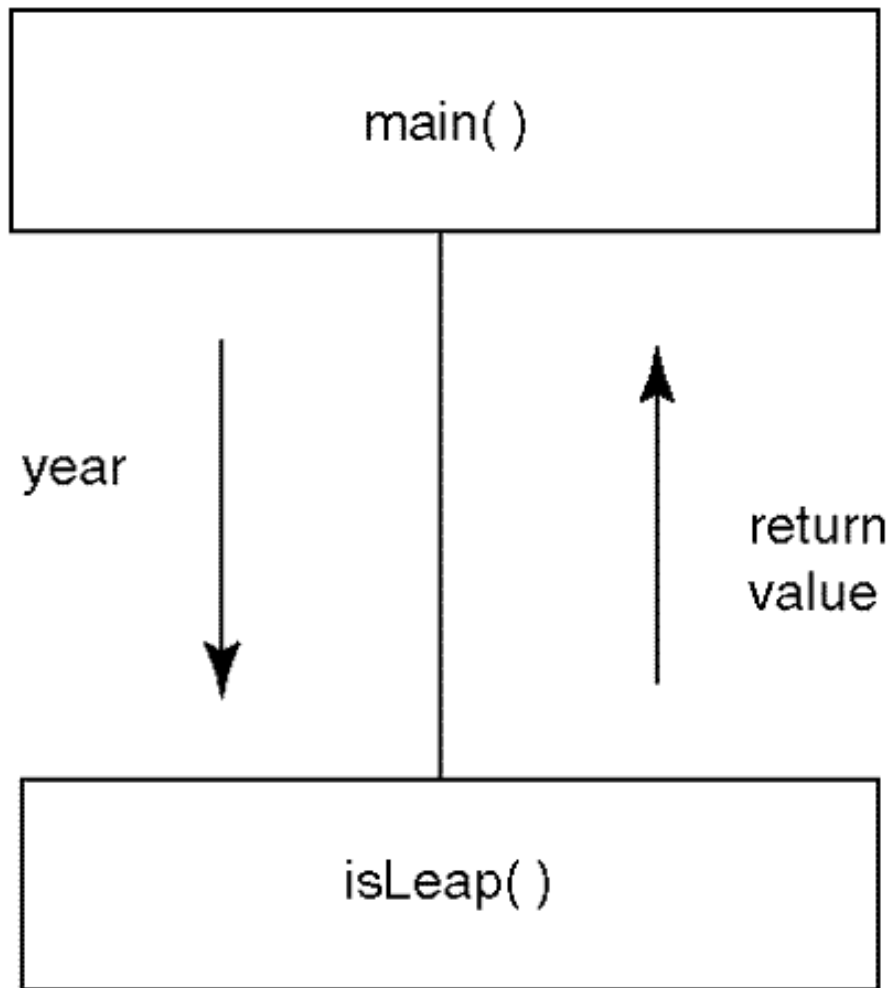 main( )
year
return
value
isLeap( )